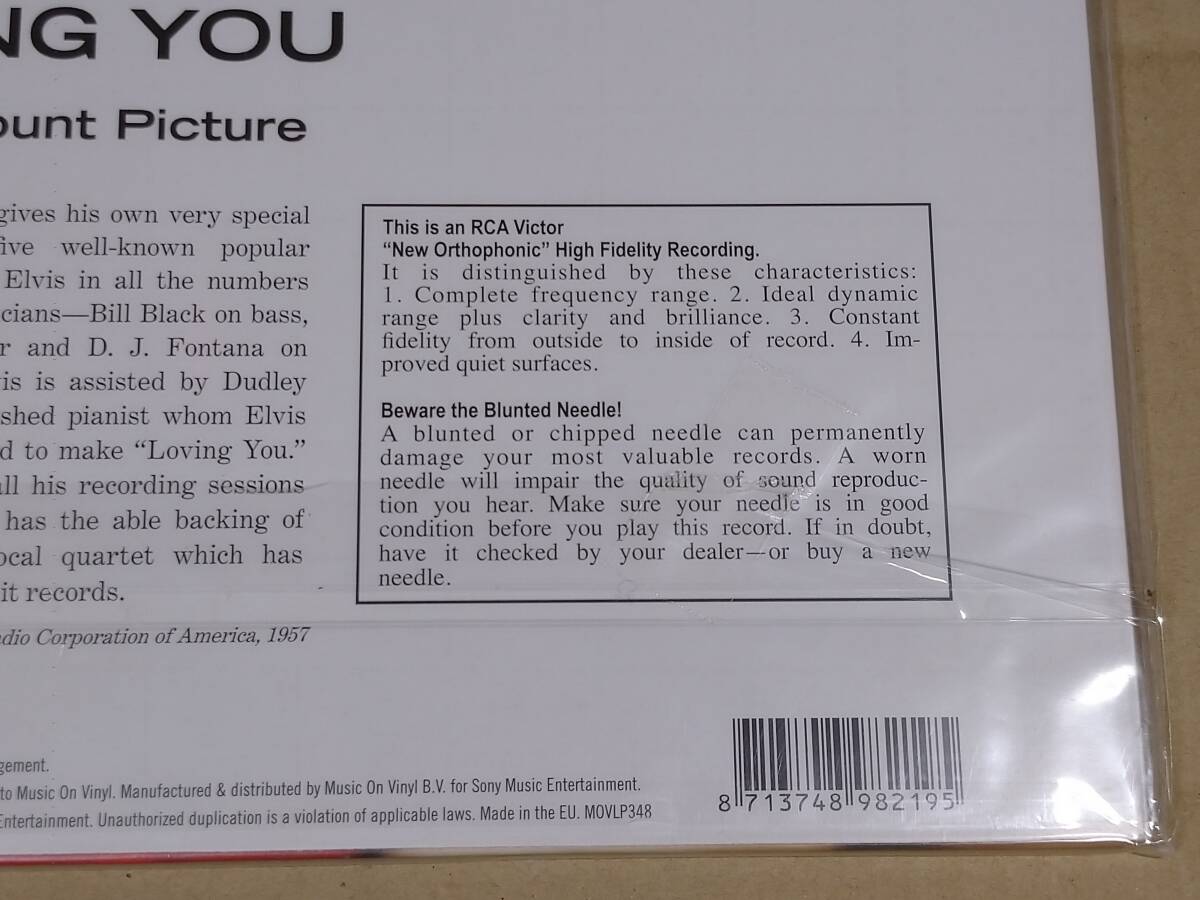 NG YOU
ount Picture
gives his own very special
five well-known popular
Elvis in all the numbers
cians—Bill Black on bass,
r and D. J. Fontana on
is is assisted by Dudley
shed pianist whom Elvis
d to make “Loving You.”
all his recording sessions
has the able backing of
ocal quartet which has
it records.
adio Corporation of America, 1957
This is an RCA Victor
“New Orthophonic” High Fidelity Recording.
It is distinguished by these characteristics:
1. Complete frequency range. 2. Ideal dynamic
range plus clarity and brilliance. 3. Constant
fidelity from outside to inside of record. 4. Im-
proved quiet surfaces.
Beware the Blunted Needle!
A blunted or chipped needle can permanently
damage your most valuable records. A worn
needle will impair the quality of sound reproduc-
tion you hear. Make sure your needle is in good
condition before you play this record. If in doubt,
have it checked by your dealer—or buy a new
needle.
gement.
to Music On Vinyl. Manufactured & distributed by Music On Vinyl B.V. for Sony Music Entertainment.
Entertainment. Unauthorized duplication is a violation of applicable laws. Made in the EU. MOVLP348
8 713748 982195